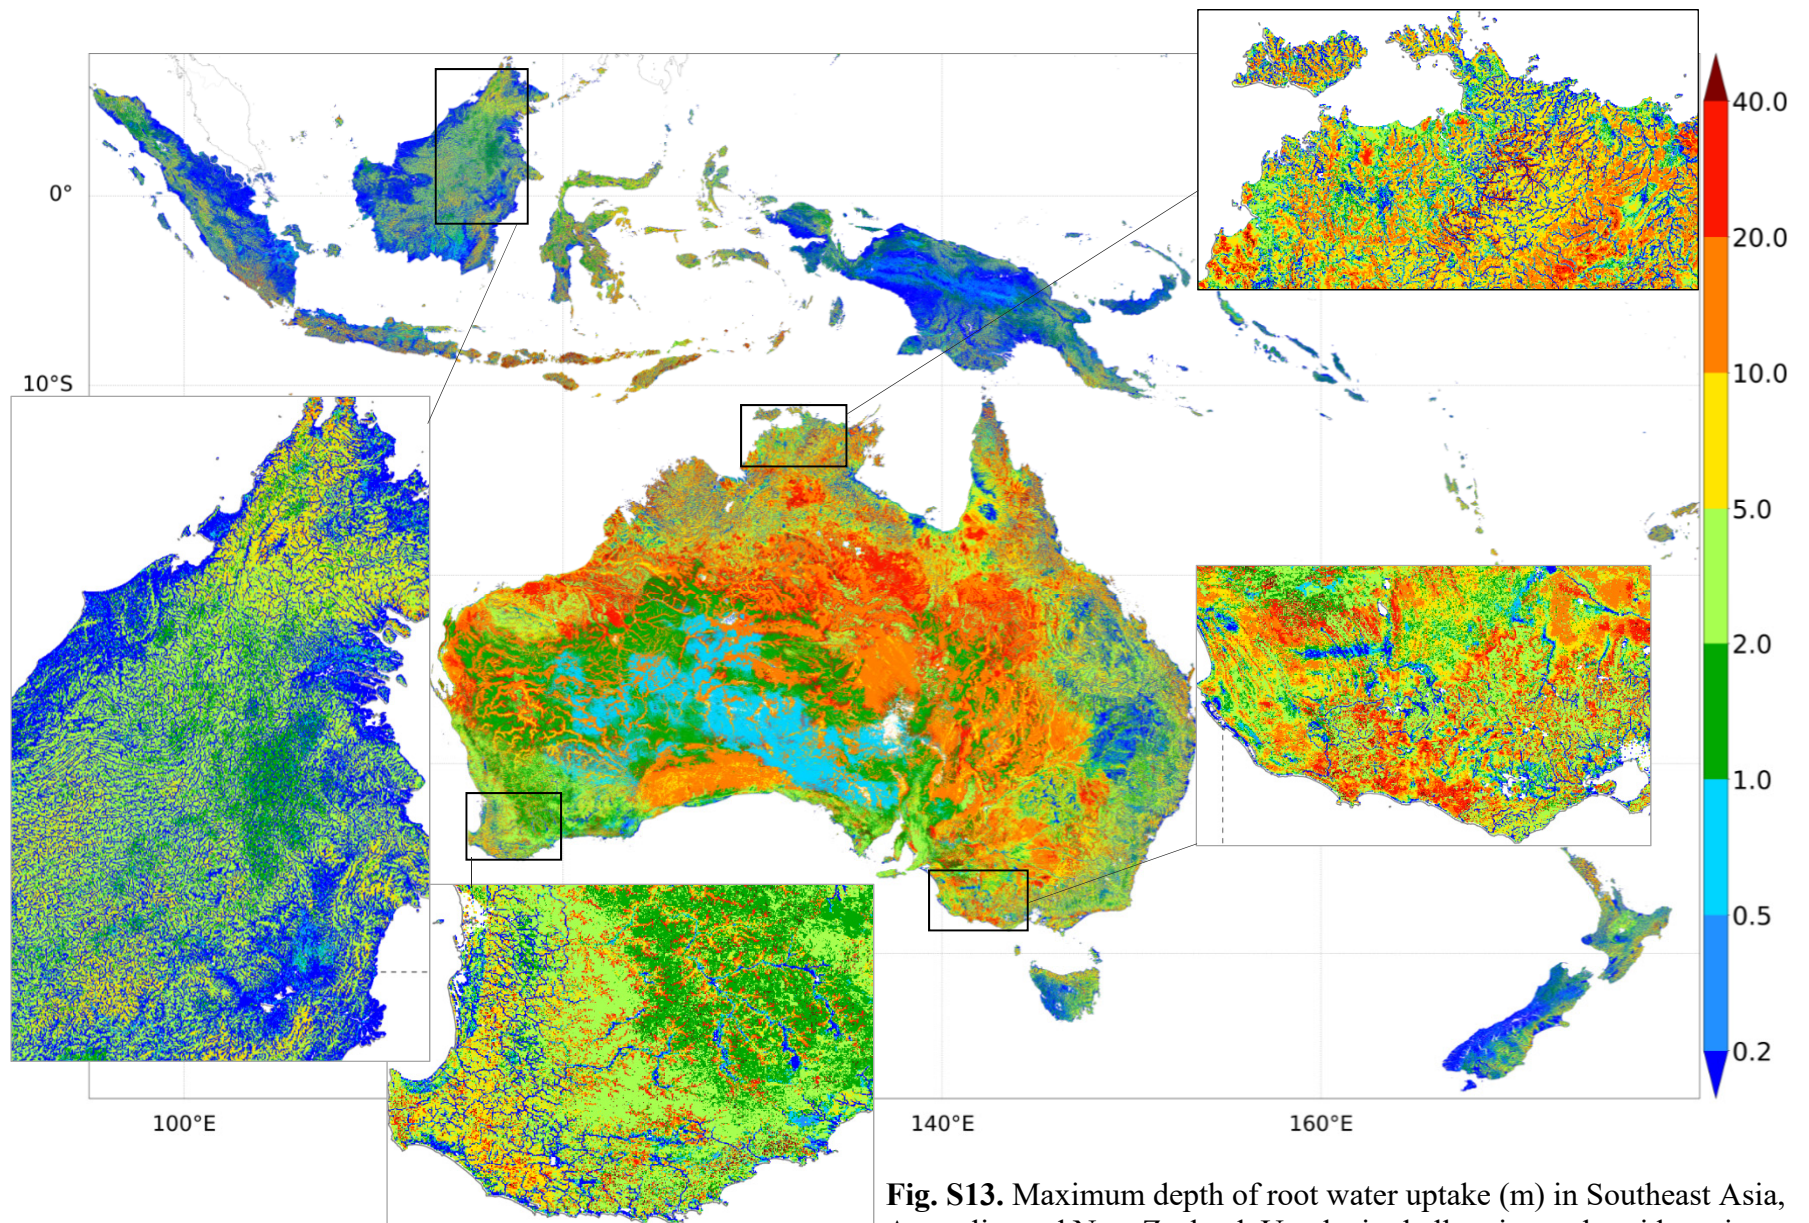 0°
10°S
100°E
140°E
160°E
40.0
20.0
10.0
5.0
2.0
1.0
0.5
0.2
Fig. S13. Maximum depth of root water uptake (m) in Southeast Asia,